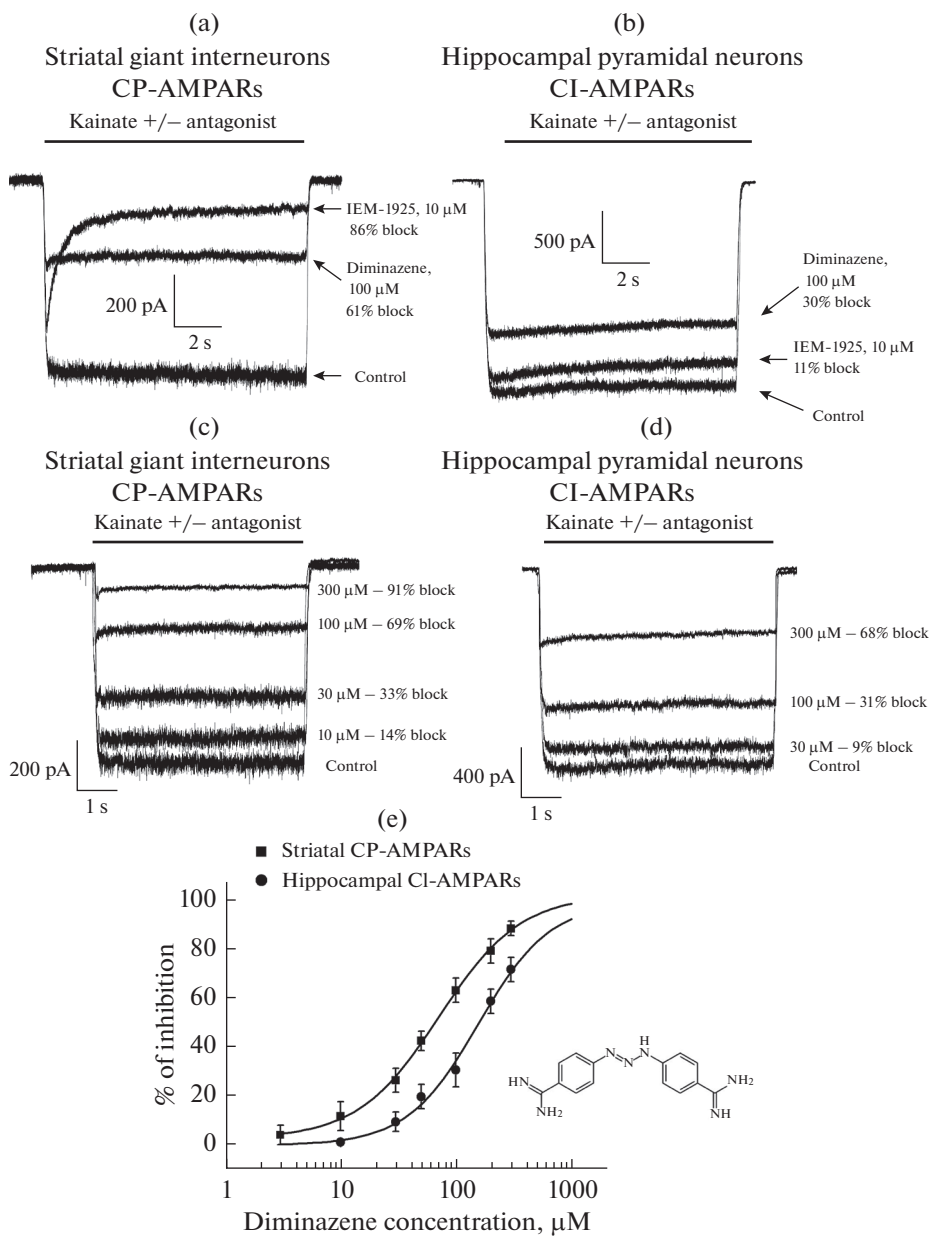 (a)
Striatal giant interneurons
CP-AMPARs
Kainate +/– antagonist
IEM-1925, 10 μM
86% block
Diminazene,
100 μM
61% block
200 pA
2 s
Control
(b)
Hippocampal pyramidal neurons
CI-AMPARs
Kainate +/– antagonist
500 pA
2 s
Diminazene,
100 μM
30% block
IEM-1925, 10 μM
11% block
Control
(c)
Striatal giant interneurons
CP-AMPARs
Kainate +/– antagonist
300 μM – 91% block
100 μM – 69% block
30 μM – 33% block
10 μM – 14% block
Control
200 pA
1 s
(d)
Hippocampal pyramidal neurons
CI-AMPARs
Kainate +/– antagonist
300 μM – 68% block
100 μM – 31% block
30 μM – 9% block
Control
400 pA
1 s
(e)
Striatal CP-AMPARs
Hippocampal Cl-AMPARs
% of inhibition
100
80
60
40
20
0
1 10 100 1000
Diminazene concentration, μM
HN
NH2
N
N
H
N
NH2
NH